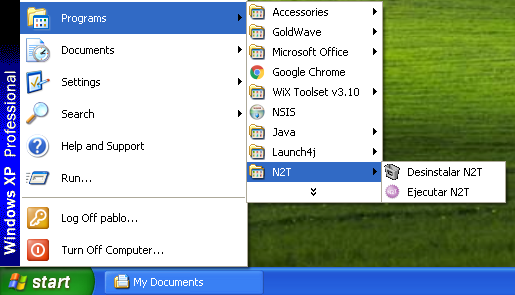 Windows XP Professional
Programs
Documents
Settings
Search
Help and Support
Run...
Log Off pablo...
Turn Off Computer...
Accessories
GoldWave
Microsoft Office
Google Chrome
WiX Toolset v3.10
NSIS
Java
Launch4j
N2T
Desinstalar N2T
Ejecutar N2T
start
My Documents